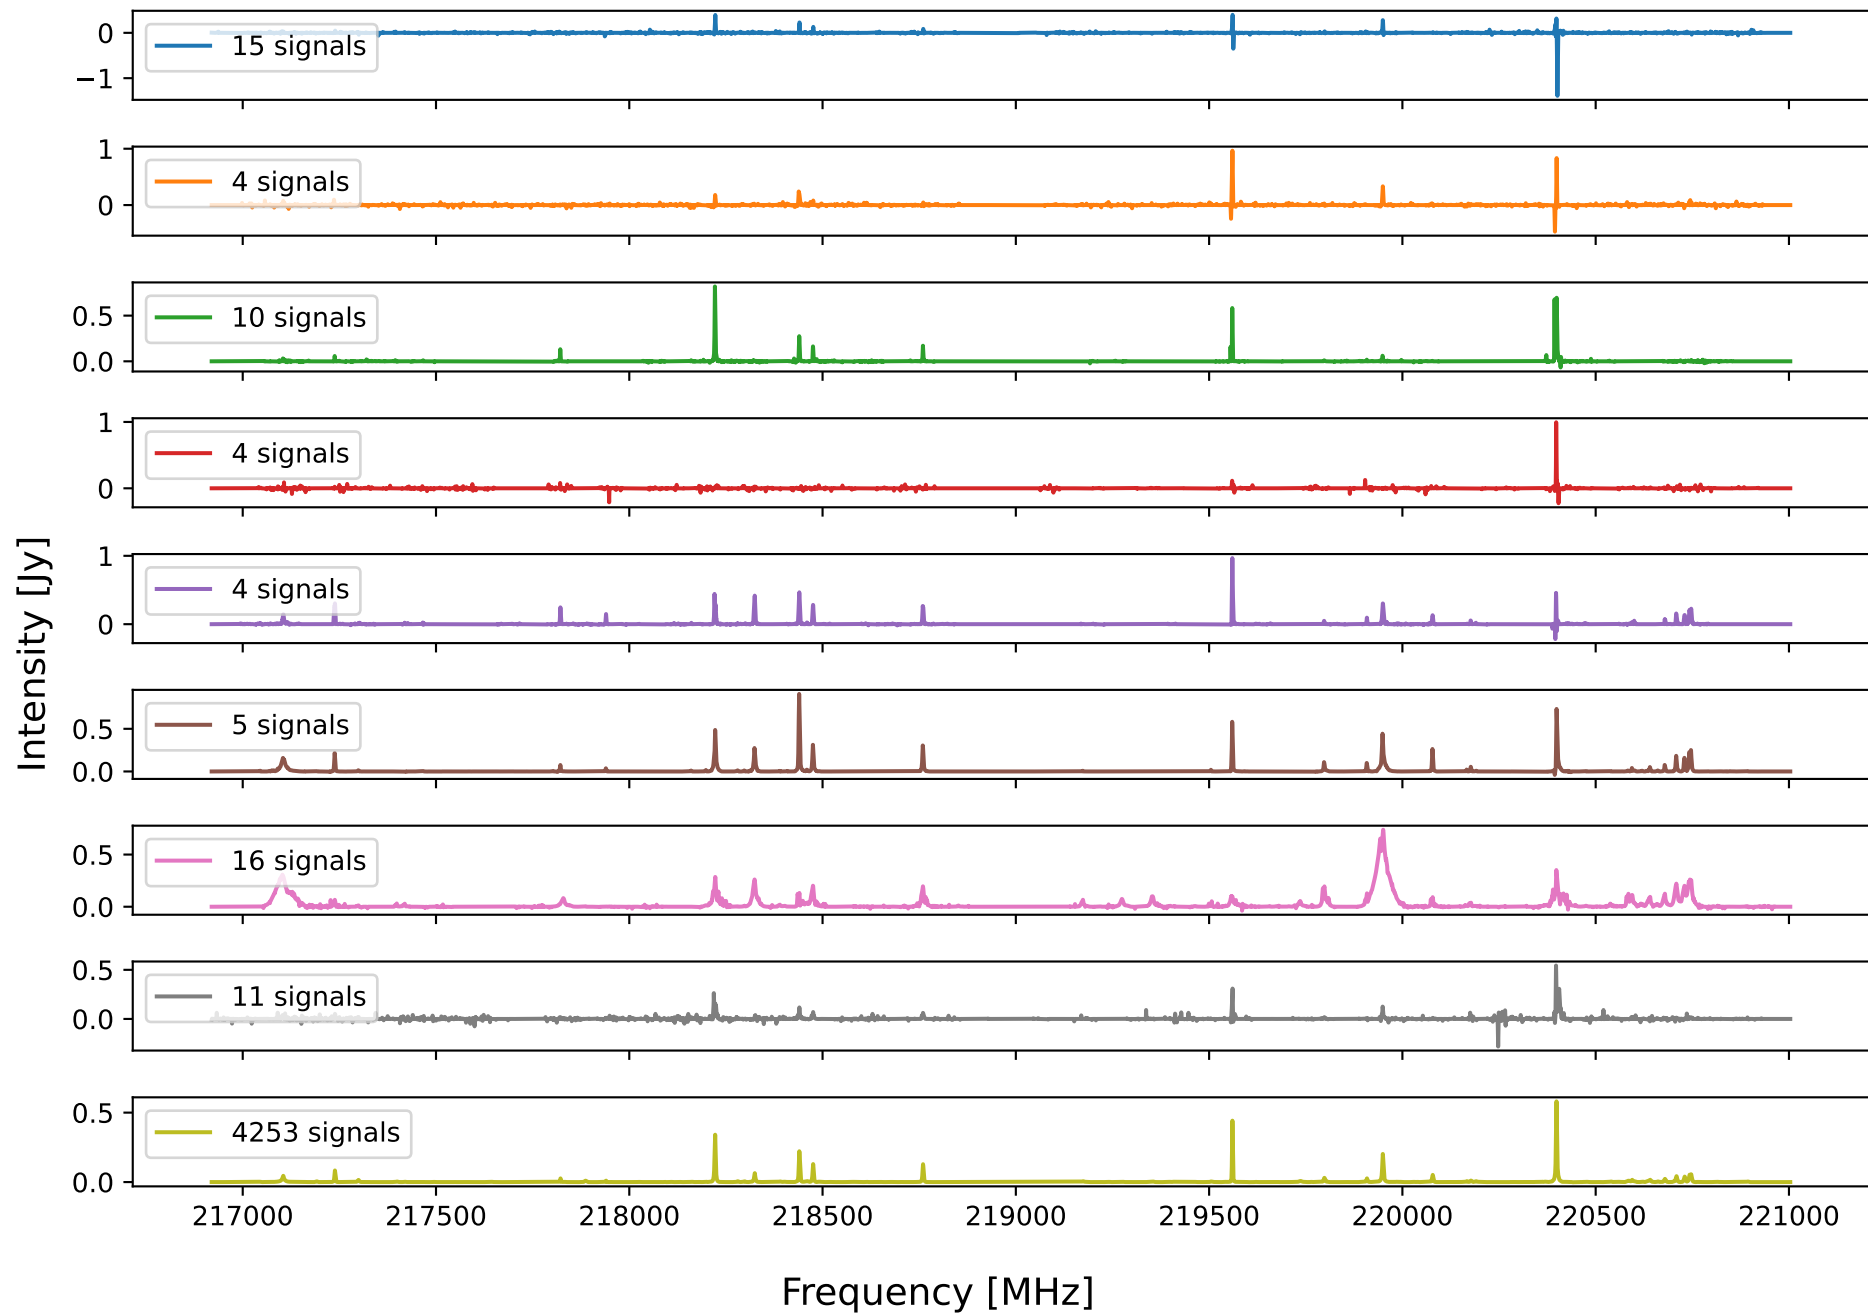 0
−1
15 signals
1
0
4 signals
0.5
0.0
10 signals
1
0
4 signals
1
0
4 signals
0.5
0.0
5 signals
0.5
0.0
16 signals
0.5
0.0
11 signals
0.5
0.0
4253 signals
217000 217500 218000 218500 219000 219500 220000 220500 221000
Frequency [MHz]
Intensity [Jy]